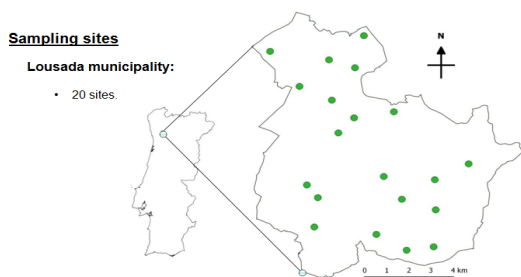 Sampling sites
Lousada municipality:
• 20 sites.
N
0 1 2 3 4 km